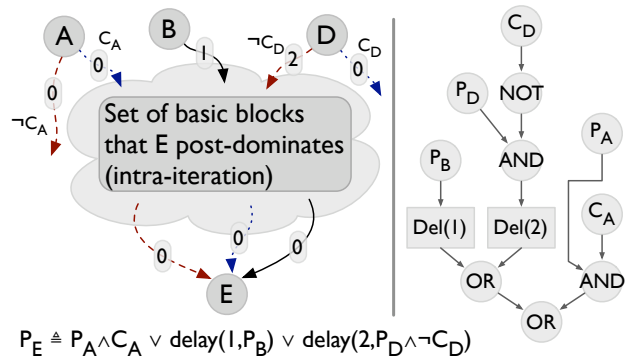 A
C_A
B
¬C_D
D
C_D
0
0
1
2
0
¬C_A
Set of basic blocks
that E post-dominates
(intra-iteration)
0
0
0
E
P_E ≜ P_A∧C_A ∨ delay(1,P_B) ∨ delay(2,P_D∧¬C_D)
C_D
P_D
NOT
P_A
P_B
AND
C_A
Del(1)
Del(2)
OR
AND
OR